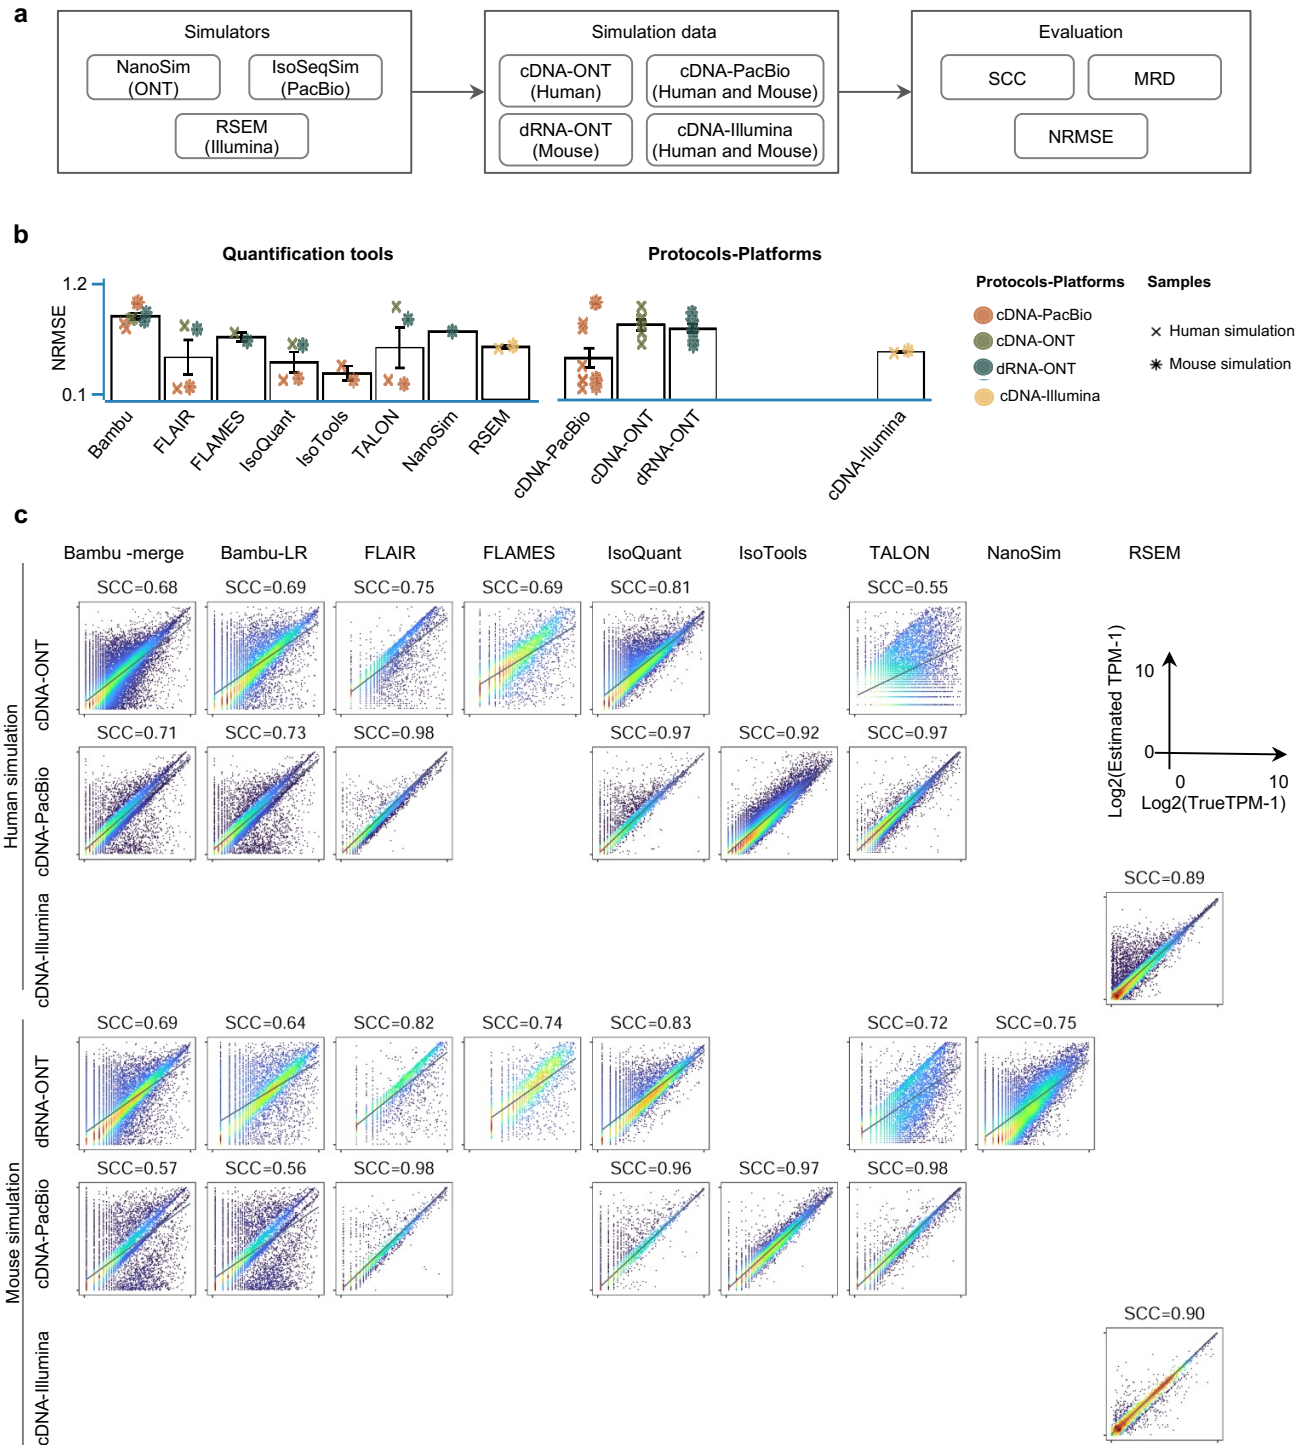 a
Simulators
NanoSim
(ONT)
IsoSeqSim
(PacBio)
RSEM
(Illumina)
Simulation data
cDNA-ONT
(Human)
cDNA-PacBio
(Human and Mouse)
dRNA-ONT
(Mouse)
cDNA-Illumina
(Human and Mouse)
Evaluation
SCC
MRD
NRMSE
b
Quantification tools
Protocols-Platforms
NRMSE
1.2
0.1
Bambu
FLAIR
FLAMES
IsoQuant
IsoTools
TALON
NanoSim
RSEM
cDNA-PacBio
cDNA-ONT
dRNA-ONT
cDNA-Ilumina
Protocols-Platforms
cDNA-PacBio
cDNA-ONT
dRNA-ONT
cDNA-Illumina
Samples
Human simulation
Mouse simulation
c
Bambu -merge
Bambu-LR
FLAIR
FLAMES
IsoQuant
IsoTools
TALON
NanoSim
RSEM
Human simulation
cDNA-ONT
SCC=0.68
SCC=0.69
SCC=0.75
SCC=0.69
SCC=0.81
SCC=0.55
Log2(Estimated TPM-1)
10
0
0
10
Log2(TrueTPM-1)
cDNA-PacBio
SCC=0.71
SCC=0.73
SCC=0.98
SCC=0.97
SCC=0.92
SCC=0.97
cDNA-Illumina
SCC=0.89
Mouse simulation
dRNA-ONT
SCC=0.69
SCC=0.64
SCC=0.82
SCC=0.74
SCC=0.83
SCC=0.72
SCC=0.75
cDNA-PacBio
SCC=0.57
SCC=0.56
SCC=0.98
SCC=0.96
SCC=0.97
SCC=0.98
cDNA-Illumina
SCC=0.90